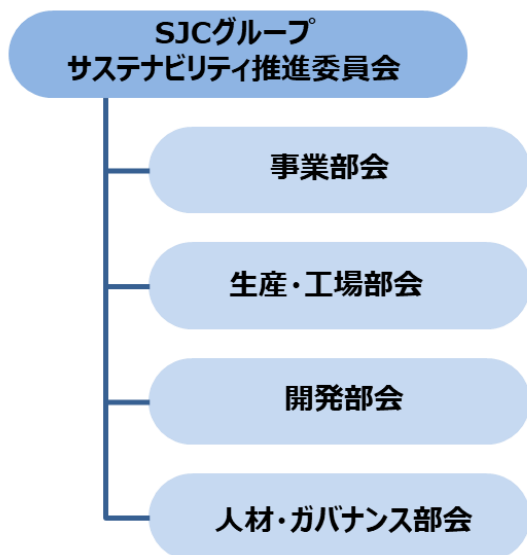 SJCグループ
サステナビリティ推進委員会
事業部会
生産・工場部会
開発部会
人材・ガバナンス部会